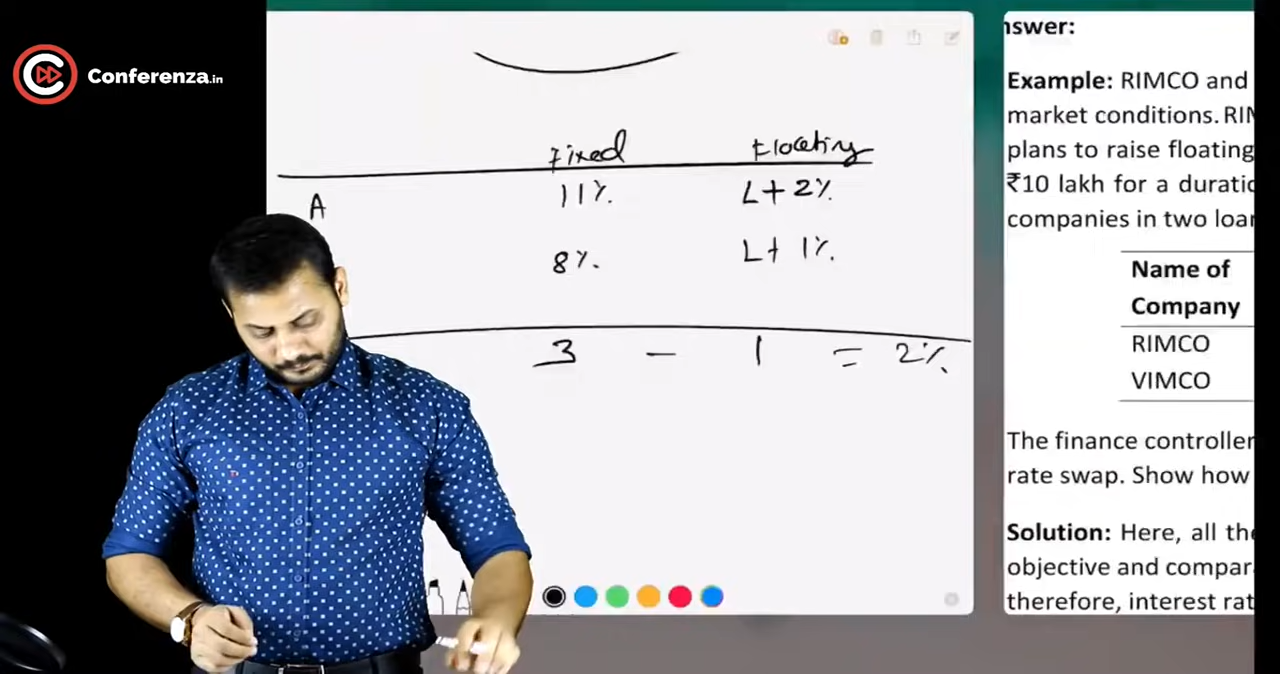 Conferenza.in
Fixed Floating
A 11% L+2%
8% L+ 1%
3 - 1 = 2%
nswer:
Example: RIMCO and
market conditions. RIM
plans to raise floating
₹10 lakh for a duratio
companies in two loan
Name of
Company
RIMCO
VIMCO
The finance controller
rate swap. Show how
Solution: Here, all the
objective and compar
therefore, interest rat